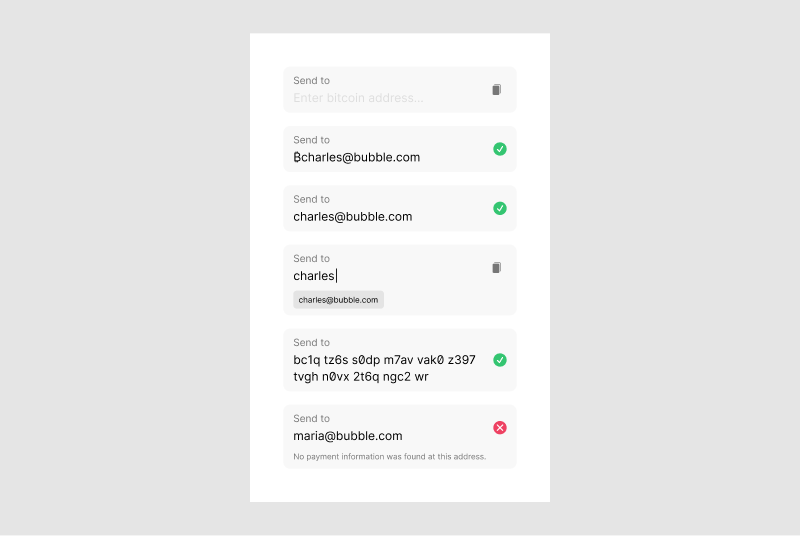 Send to
Enter bitcoin address...
Send to
₿charles@bubble.com
Send to
charles@bubble.com
Send to
charles
charles@bubble.com
Send to
bc1q tz6s s0dp m7av vak0 z397
tvgh n0vx 2t6q ngc2 wr
Send to
maria@bubble.com
No payment information was found at this address.